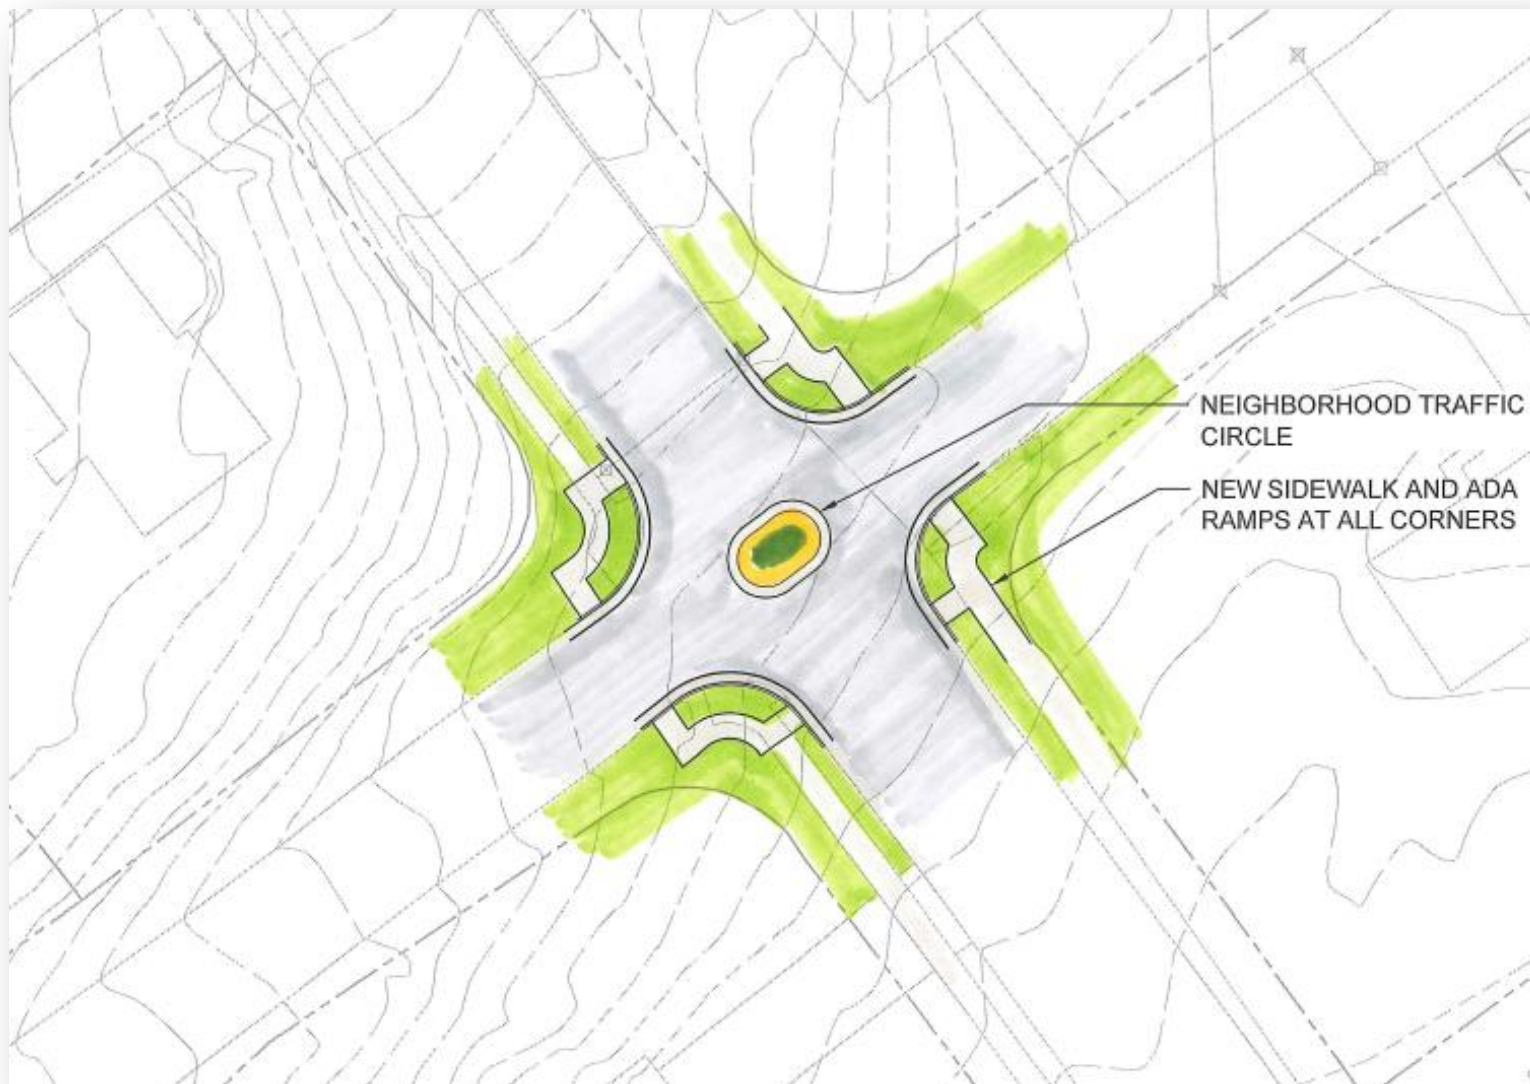 NEIGHBORHOOD TRAFFIC
CIRCLE
NEW SIDEWALK AND ADA
RAMPS AT ALL CORNERS